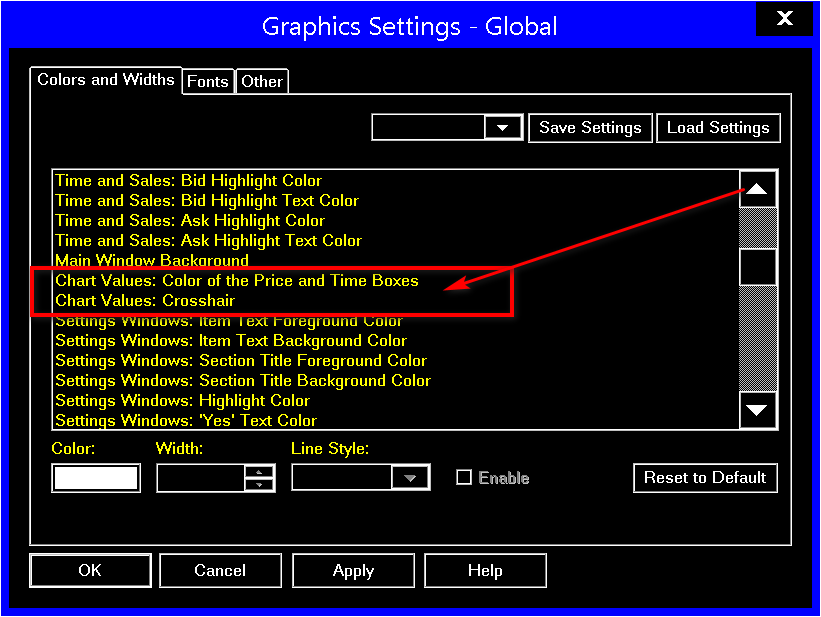 Graphics Settings - Global
X
Colors and Widths
Fonts
Other
Save Settings
Load Settings
Time and Sales: Bid Highlight Color
Time and Sales: Bid Highlight Text Color
Time and Sales: Ask Highlight Color
Time and Sales: Ask Highlight Text Color
Main Window Background
Chart Values: Color of the Price and Time Boxes
Chart Values: Crosshair
Settings Windows: Item Text Foreground Color
Settings Windows: Item Text Background Color
Settings Windows: Section Title Foreground Color
Settings Windows: Section Title Background Color
Settings Windows: Highlight Color
Settings Windows: 'Yes' Text Color
Color:
Width:
Line Style:
Enable
Reset to Default
OK
Cancel
Apply
Help